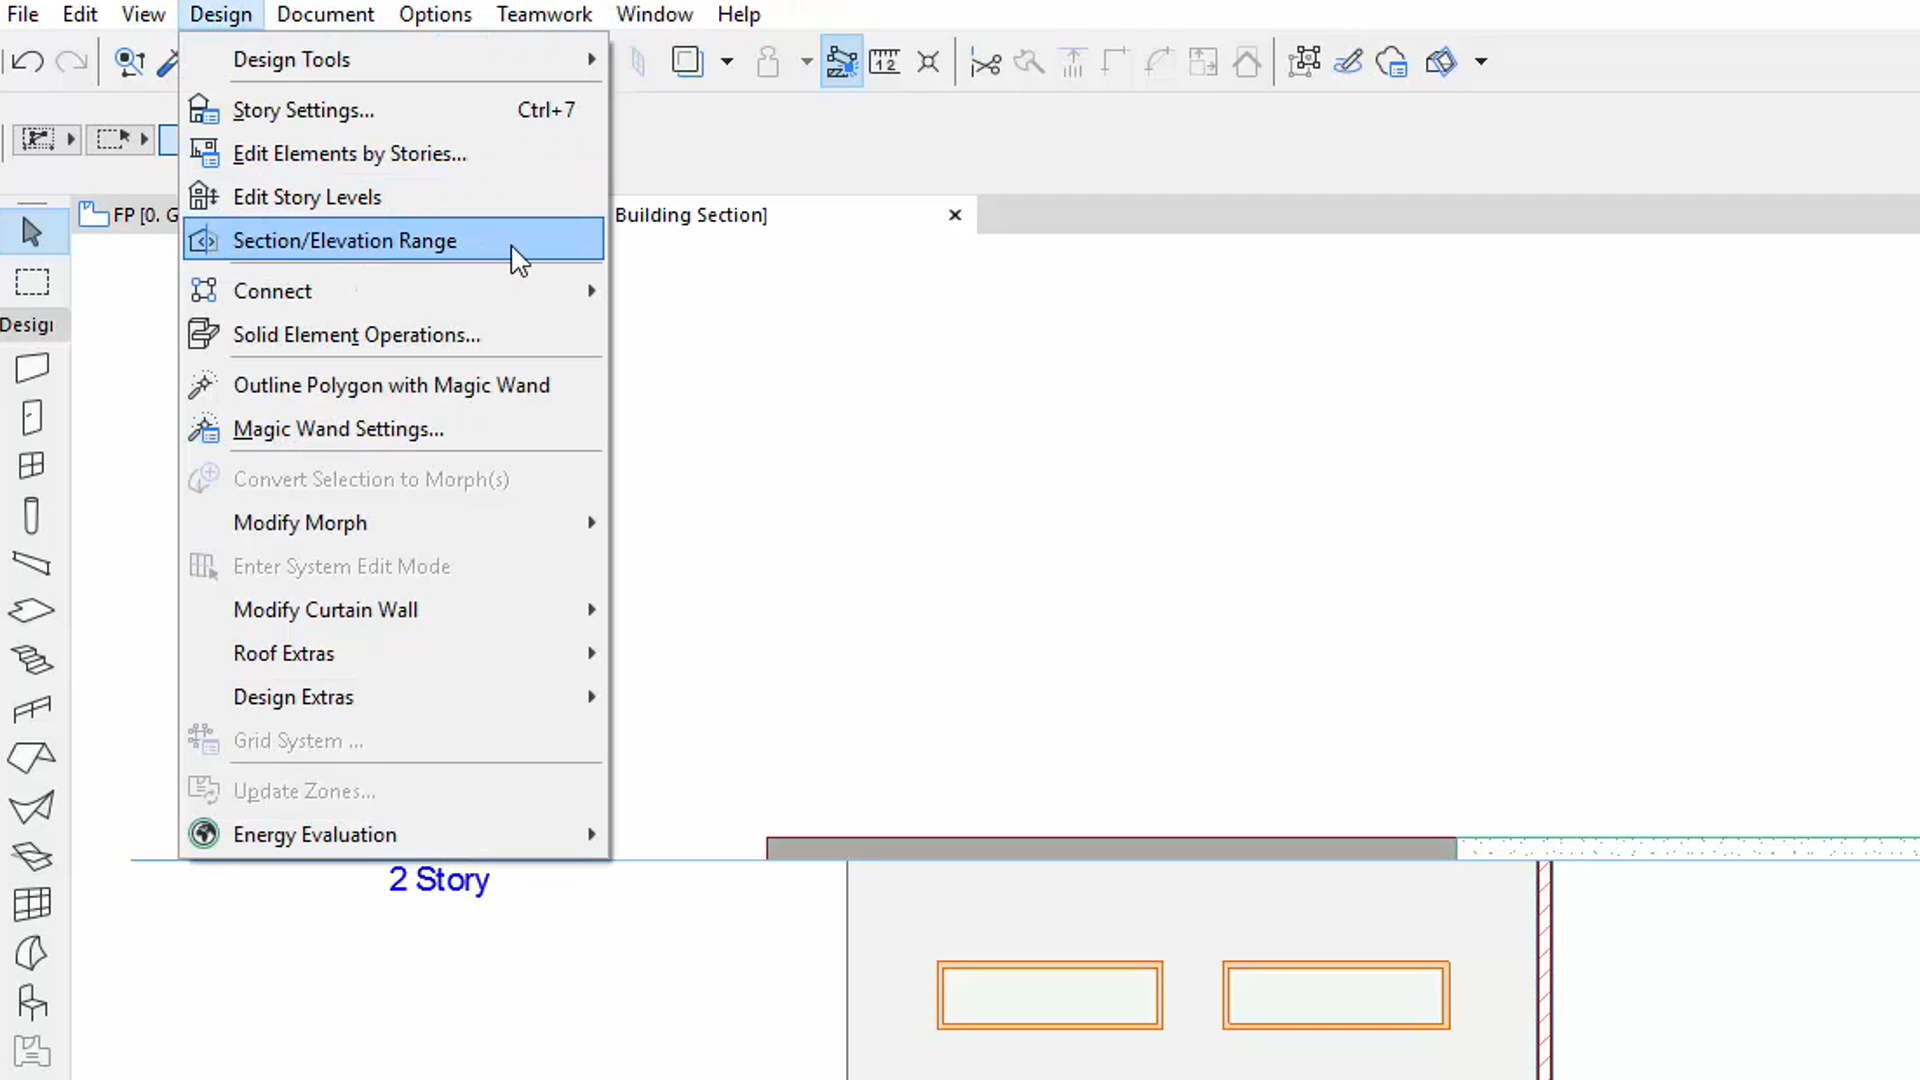 File Edit View Design Document Options Teamwork Window Help
Design Tools
12
Story Settings... Ctrl+7
Edit Elements by Stories...
Edit Story Levels
FP [0. G
Building Section]
Section/Elevation Range
Connect
Desigi
Solid Element Operations...
Outline Polygon with Magic Wand
Magic Wand Settings...
Convert Selection to Morph(s)
Modify Morph
Enter System Edit Mode
Modify Curtain Wall
Roof Extras
Design Extras
Grid System ...
Update Zones...
Energy Evaluation
2 Story